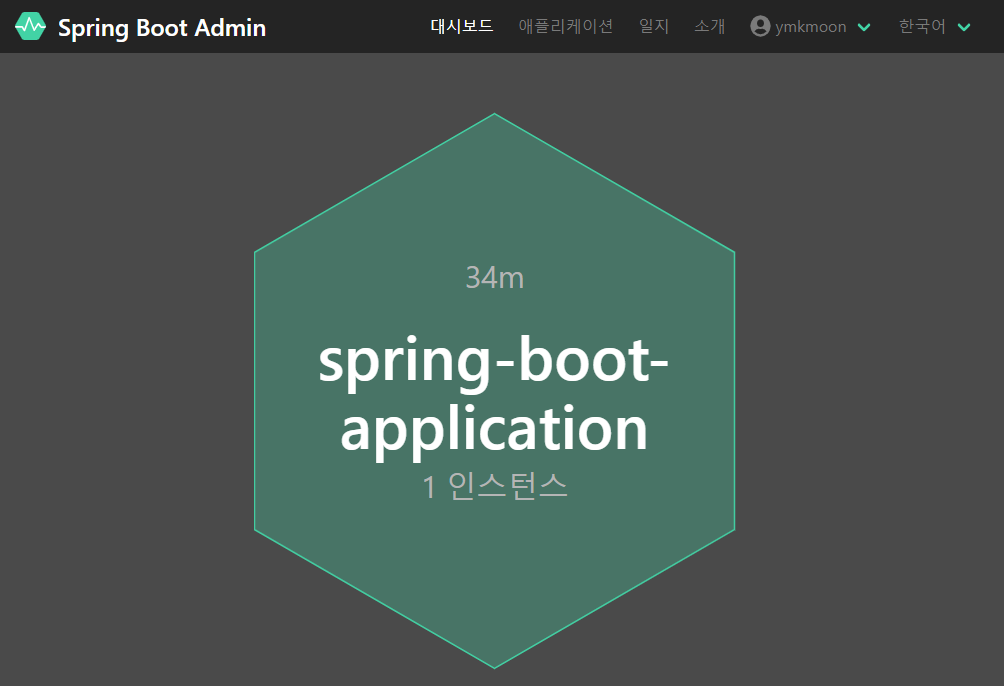 Spring Boot Admin 대시보드 애플리케이션 일지 소개 ymkmoon 한국어
34m
spring-boot-
application
1 인스턴스